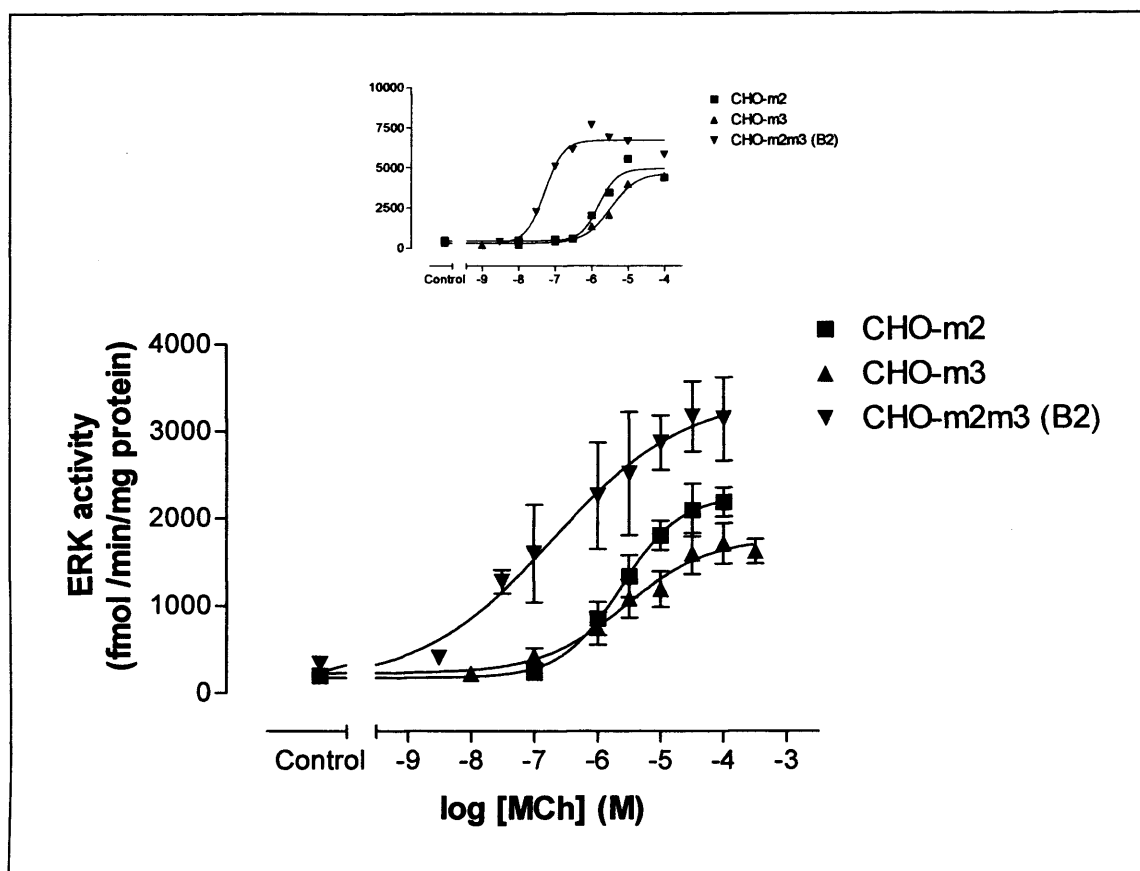 10000
7500
5000
2500
0
Control -9 -8 -7 -6 -5 -4
CHO-m2
CHO-m3
CHO-m2m3 (B2)
ERK activity
(fmol /min/mg protein)
4000
3000
2000
1000
0
Control -9 -8 -7 -6 -5 -4 -3
log [MCh] (M)
CHO-m2
CHO-m3
CHO-m2m3 (B2)